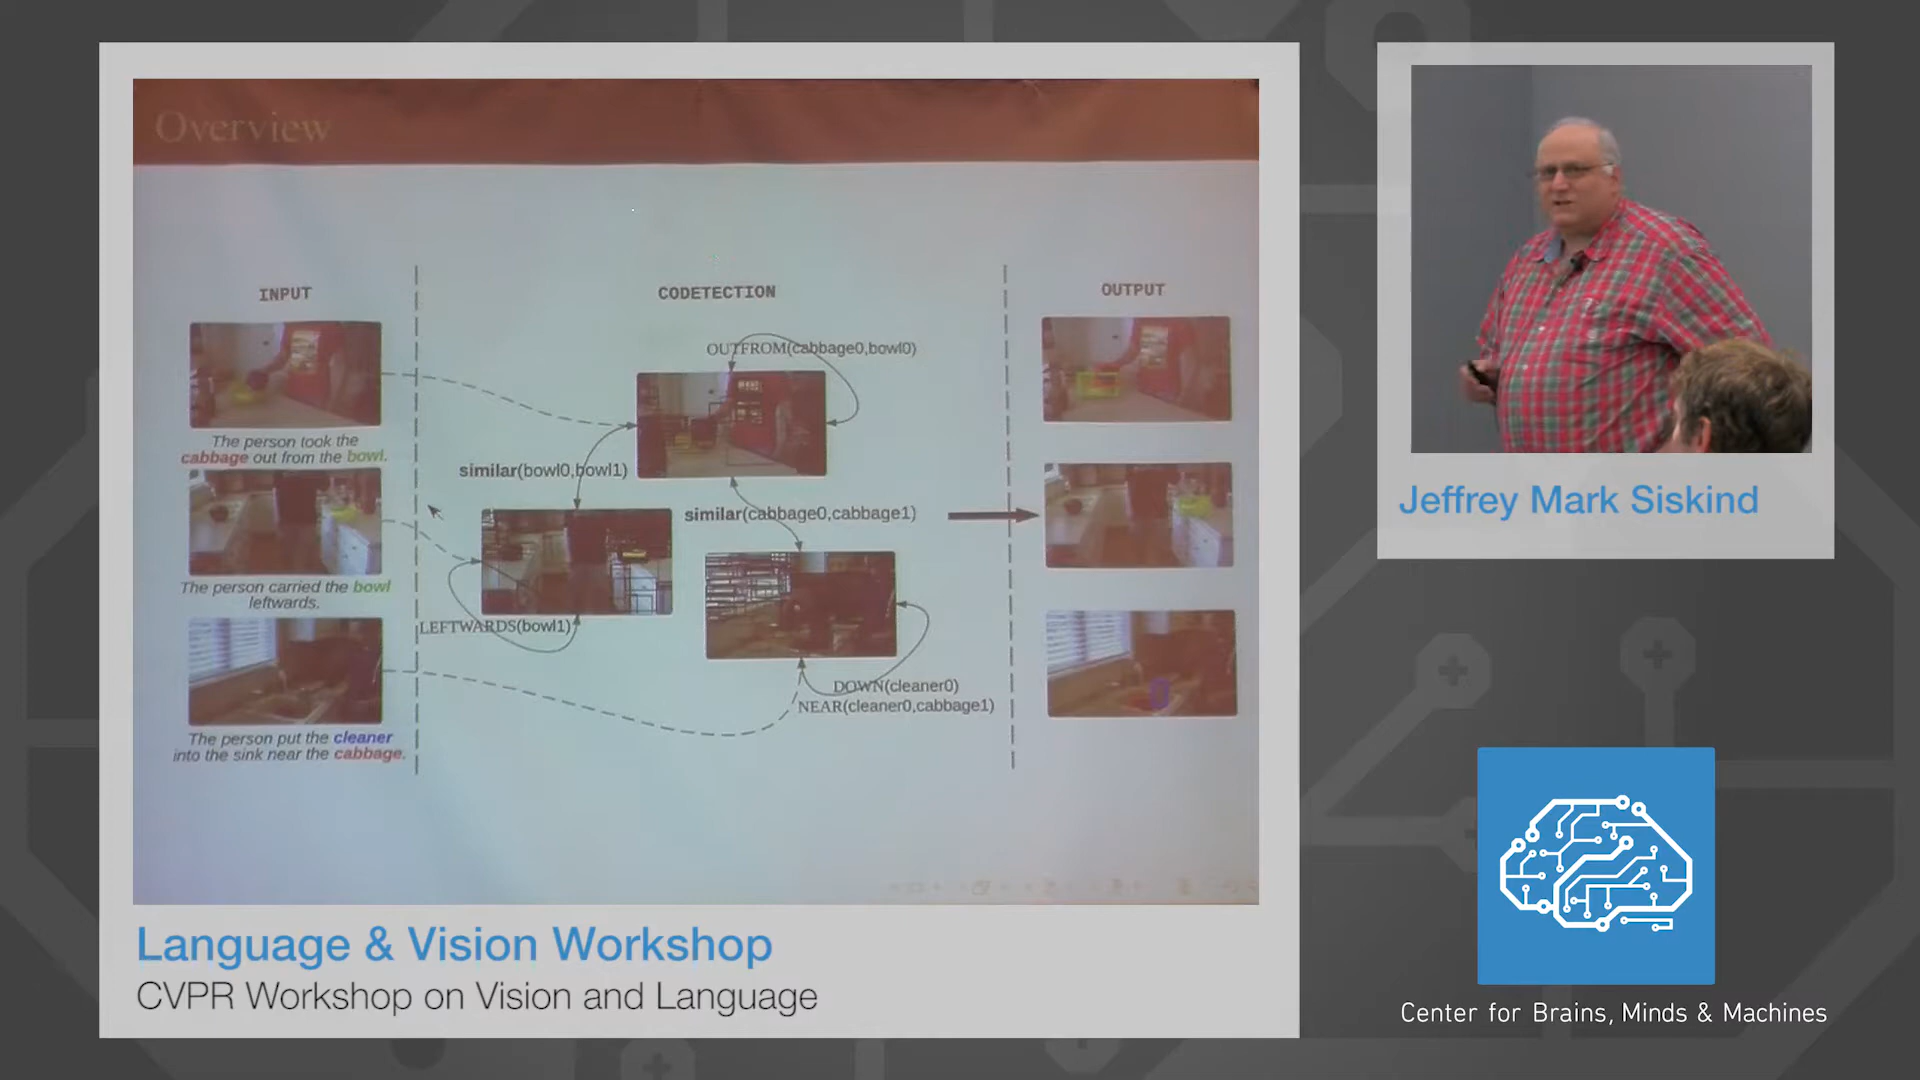 Overview
INPUT
CODETECTION
OUTPUT
OUTFROM(cabbage0,bowl0)
The person took the
cabbage out from the bowl.
similar(bowl0,bowl1)
similar(cabbage0,cabbage1)
The person carried the bowl
leftwards.
LEFTWARDS(bowl1)
DOWN(cleaner0)
NEAR(cleaner0,cabbage1)
The person put the cleaner
into the sink near the cabbage.
Jeffrey Mark Siskind
Language & Vision Workshop
CVPR Workshop on Vision and Language
Center for Brains, Minds & Machines